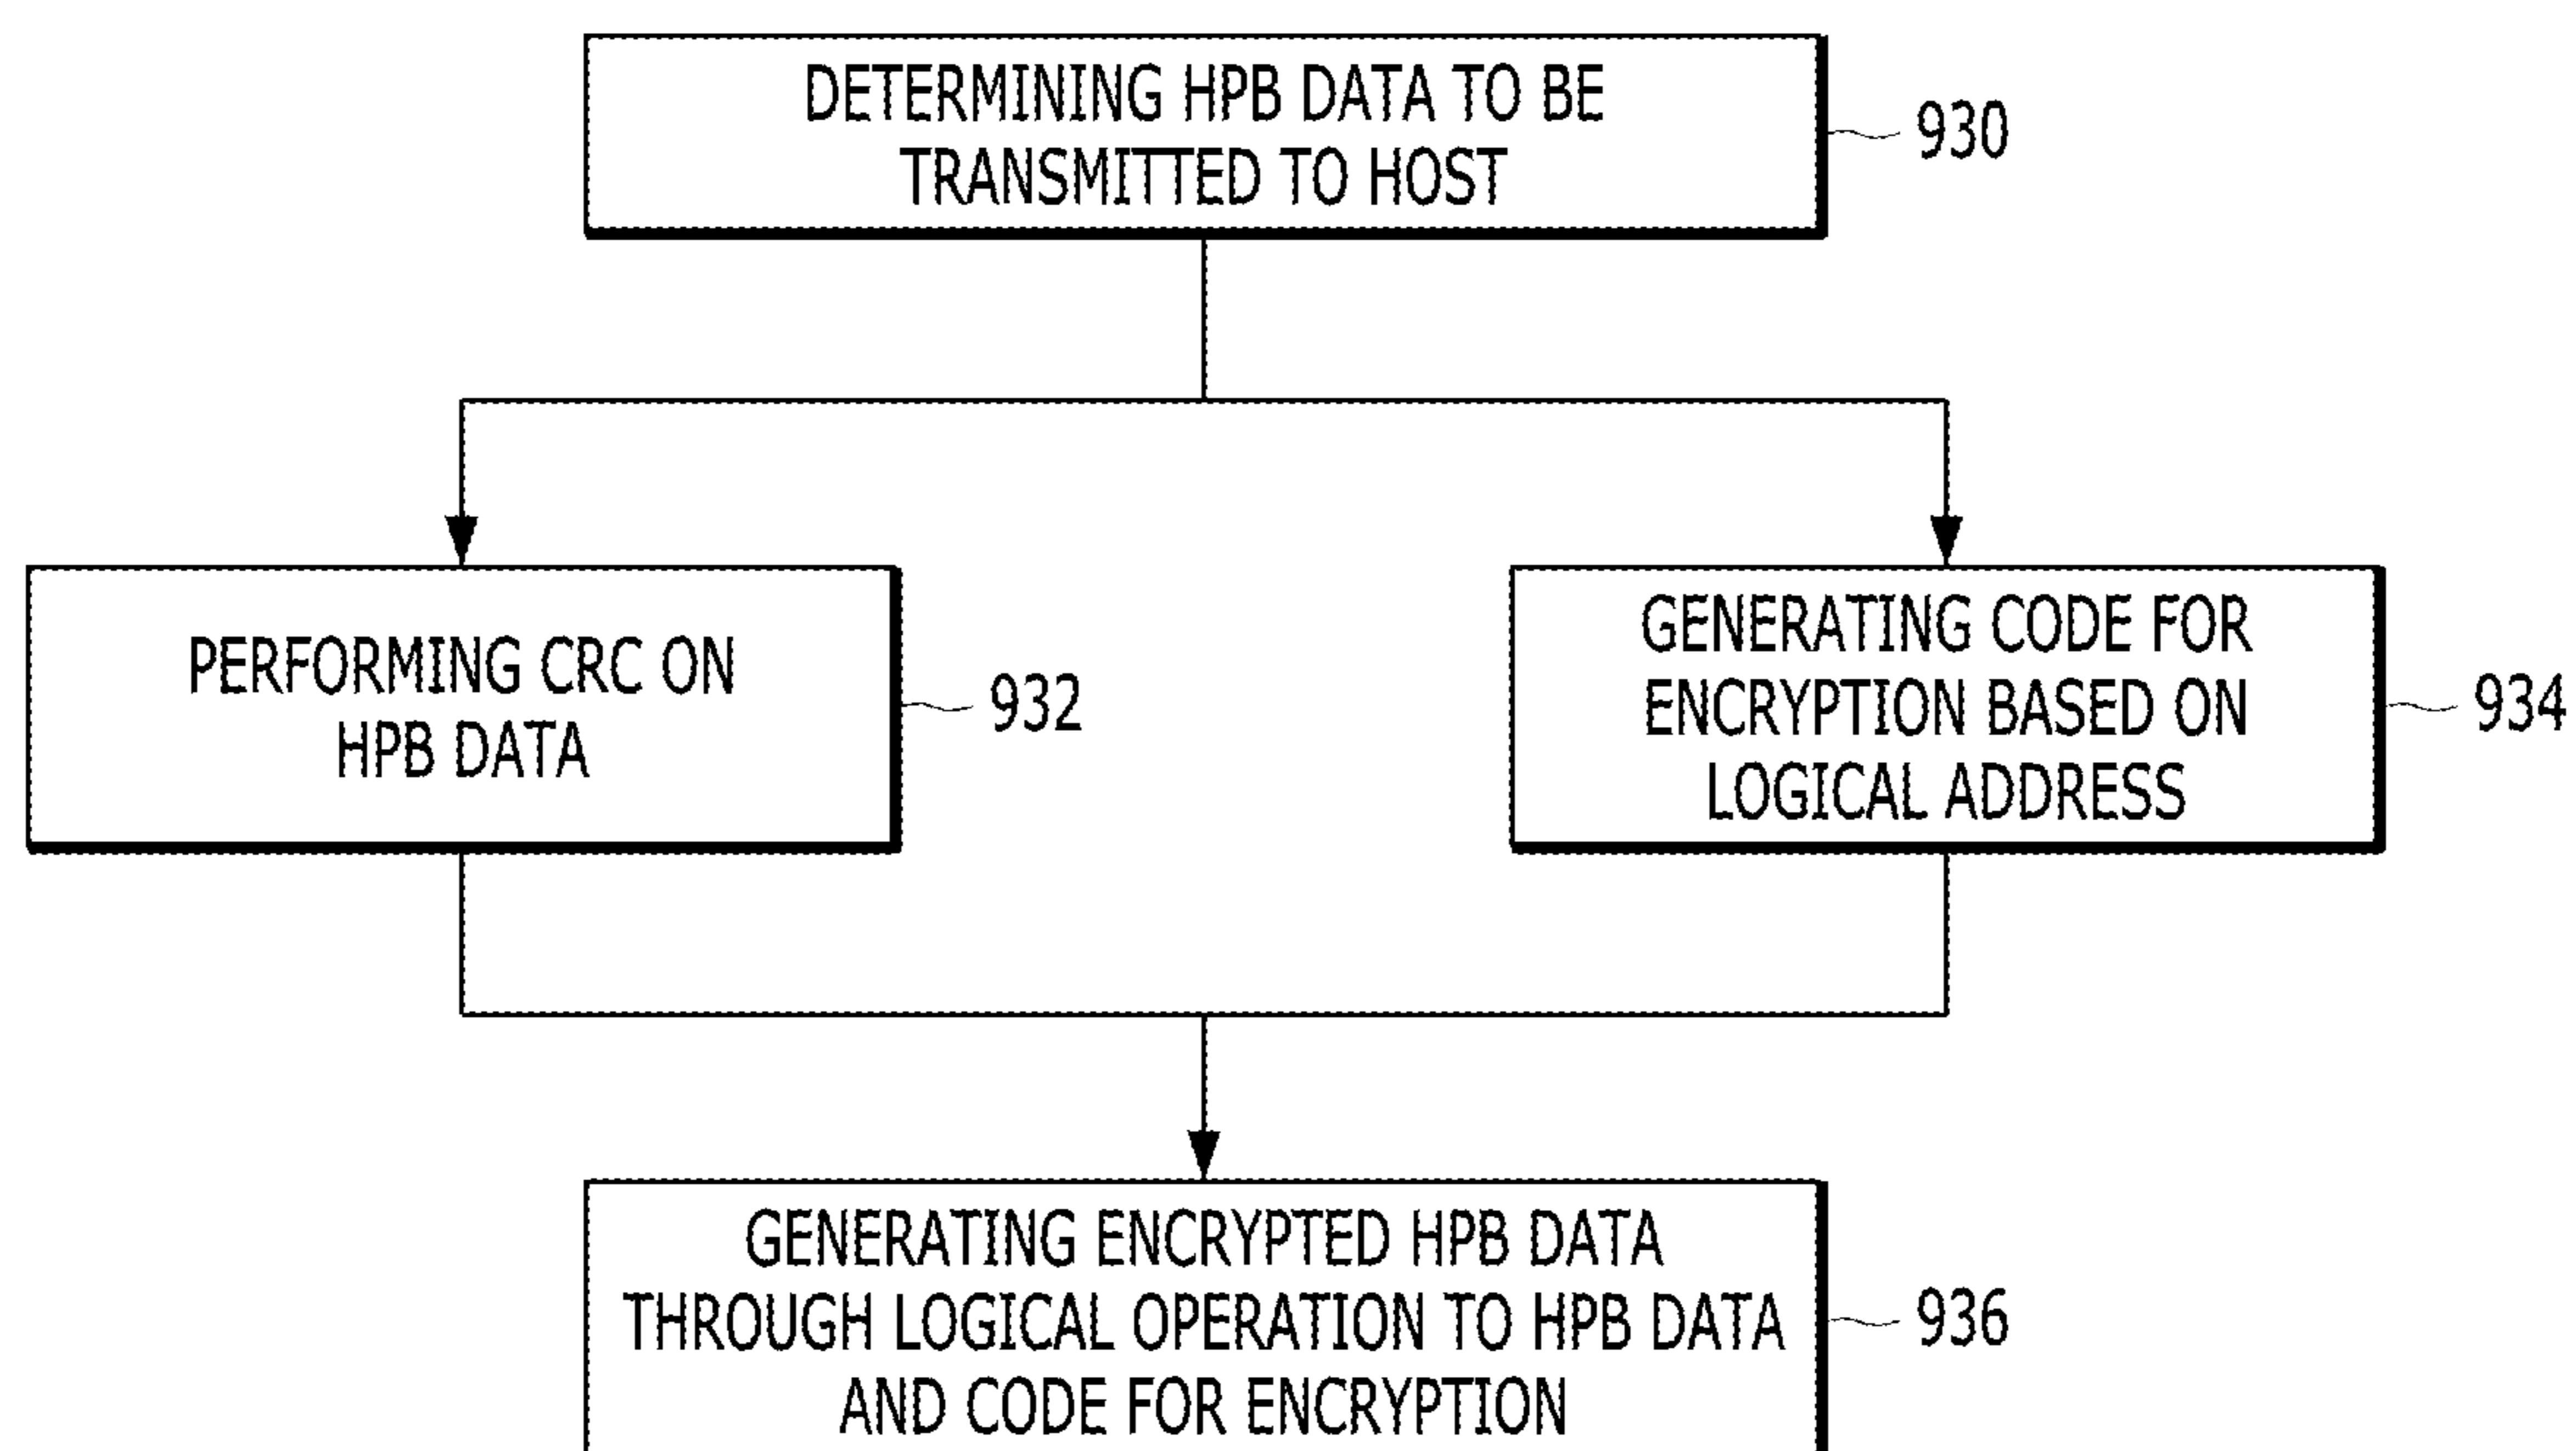 DETERMINING HPB DATA TO BE
TRANSMITTED TO HOST
930
PERFORMING CRC ON
HPB DATA
932
GENERATING CODE FOR
ENCRYPTION BASED ON
LOGICAL ADDRESS
934
GENERATING ENCRYPTED HPB DATA
THROUGH LOGICAL OPERATION TO HPB DATA
AND CODE FOR ENCRYPTION
936